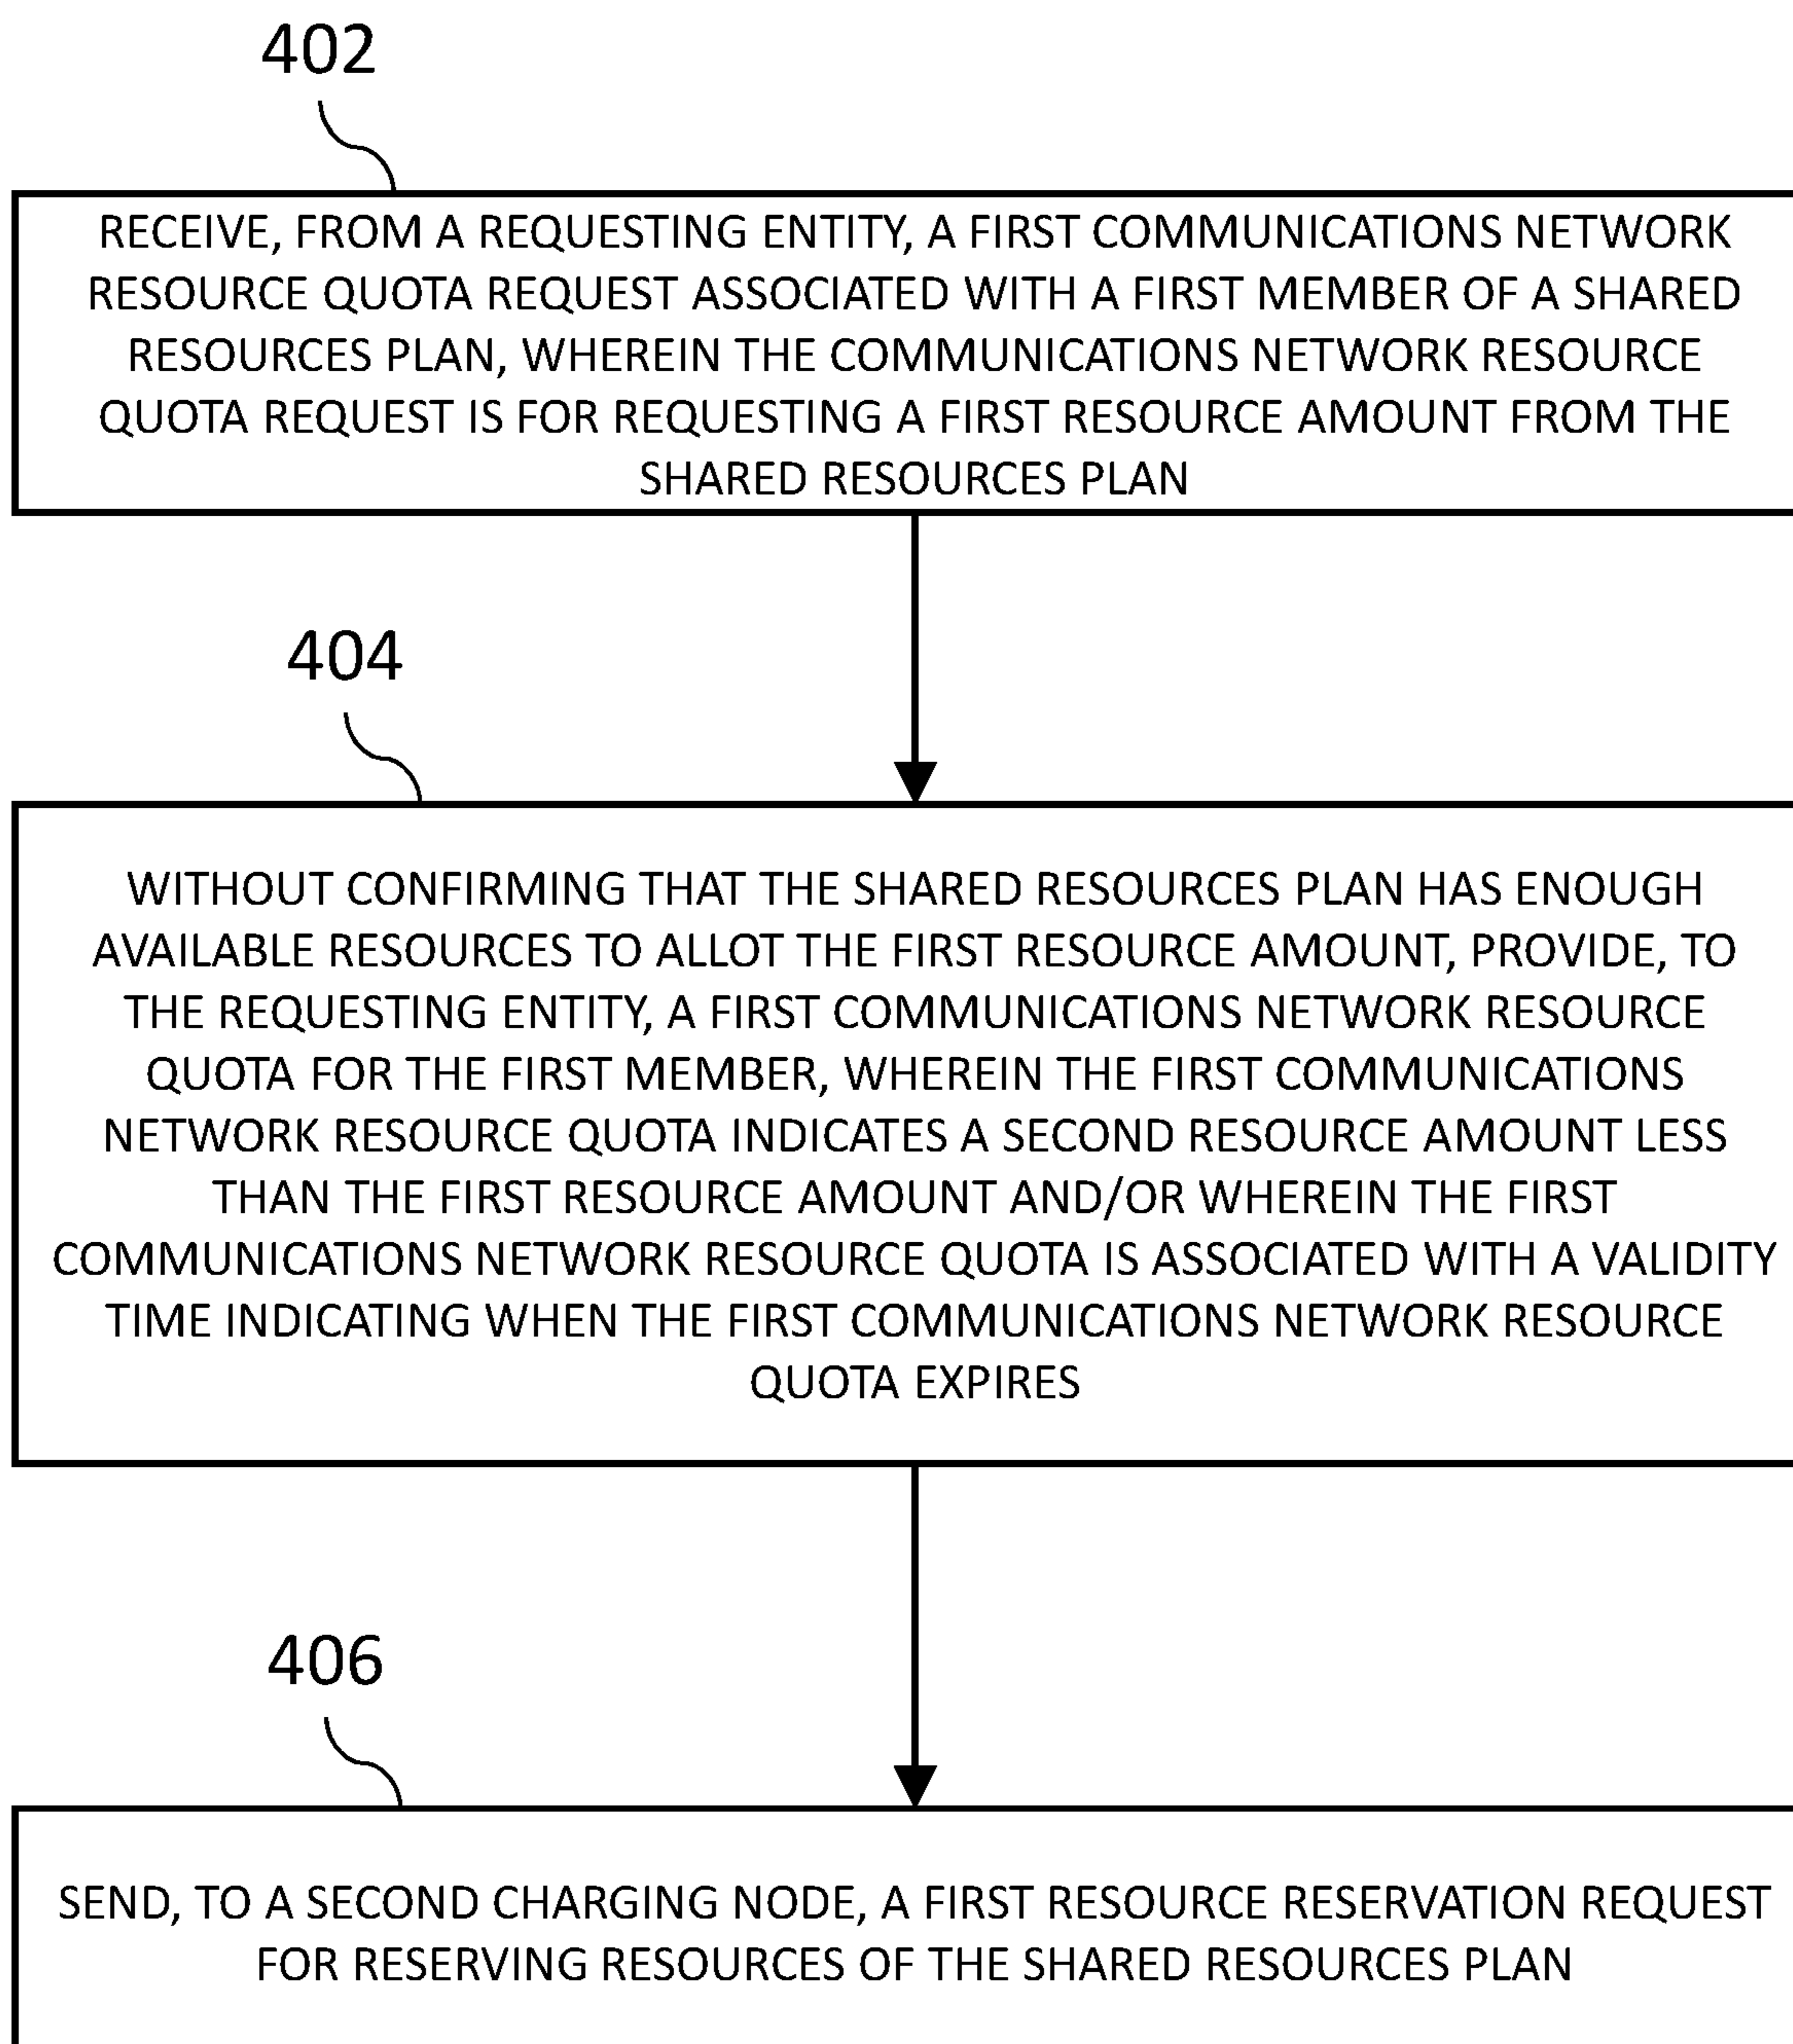 402
RECEIVE, FROM A REQUESTING ENTITY, A FIRST COMMUNICATIONS NETWORK
RESOURCE QUOTA REQUEST ASSOCIATED WITH A FIRST MEMBER OF A SHARED
RESOURCES PLAN, WHEREIN THE COMMUNICATIONS NETWORK RESOURCE
QUOTA REQUEST IS FOR REQUESTING A FIRST RESOURCE AMOUNT FROM THE
SHARED RESOURCES PLAN
404
WITHOUT CONFIRMING THAT THE SHARED RESOURCES PLAN HAS ENOUGH
AVAILABLE RESOURCES TO ALLOT THE FIRST RESOURCE AMOUNT, PROVIDE, TO
THE REQUESTING ENTITY, A FIRST COMMUNICATIONS NETWORK RESOURCE
QUOTA FOR THE FIRST MEMBER, WHEREIN THE FIRST COMMUNICATIONS
NETWORK RESOURCE QUOTA INDICATES A SECOND RESOURCE AMOUNT LESS
THAN THE FIRST RESOURCE AMOUNT AND/OR WHEREIN THE FIRST
COMMUNICATIONS NETWORK RESOURCE QUOTA IS ASSOCIATED WITH A VALIDITY
TIME INDICATING WHEN THE FIRST COMMUNICATIONS NETWORK RESOURCE
QUOTA EXPIRES
406
SEND, TO A SECOND CHARGING NODE, A FIRST RESOURCE RESERVATION REQUEST
FOR RESERVING RESOURCES OF THE SHARED RESOURCES PLAN